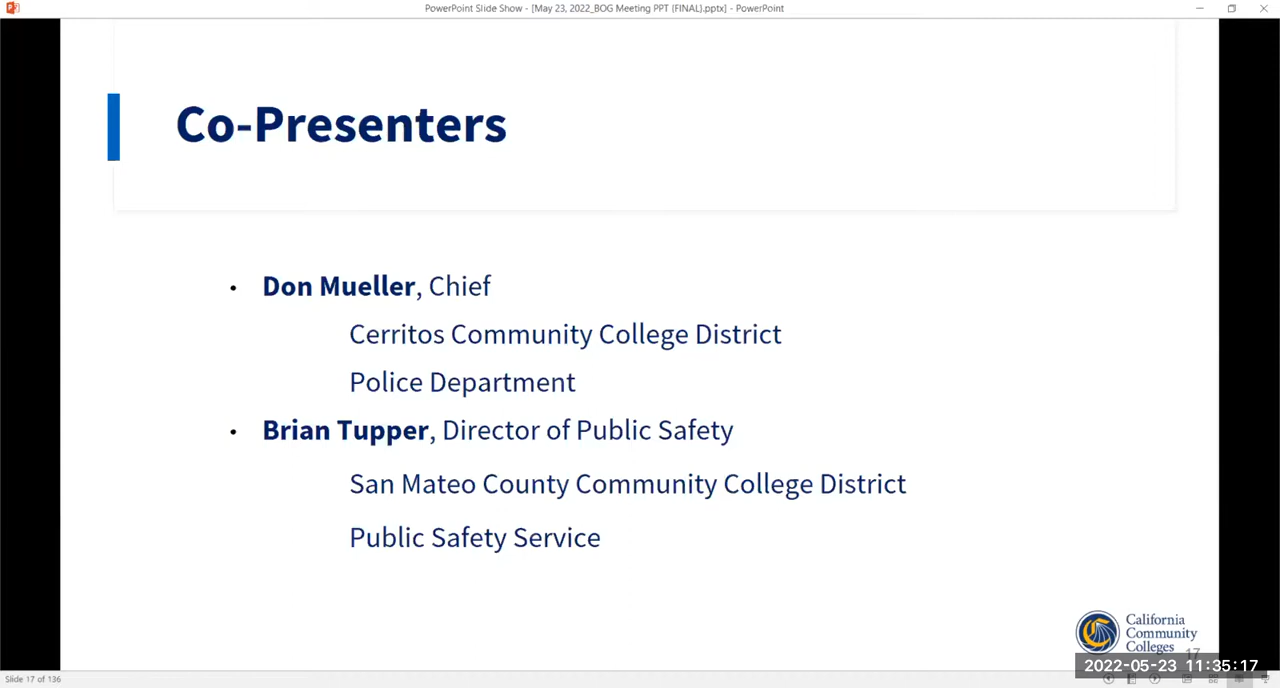 PowerPoint Slide Show - [May 23, 2022_BOG Meeting PPT (FINAL).pptx] - PowerPoint
Co-Presenters
• Don Mueller, Chief
Cerritos Community College District
Police Department
• Brian Tupper, Director of Public Safety
San Mateo County Community College District
Public Safety Service
California
Community
Colleges
17
2022-05-23 11:35:17
Slide 17 of 136